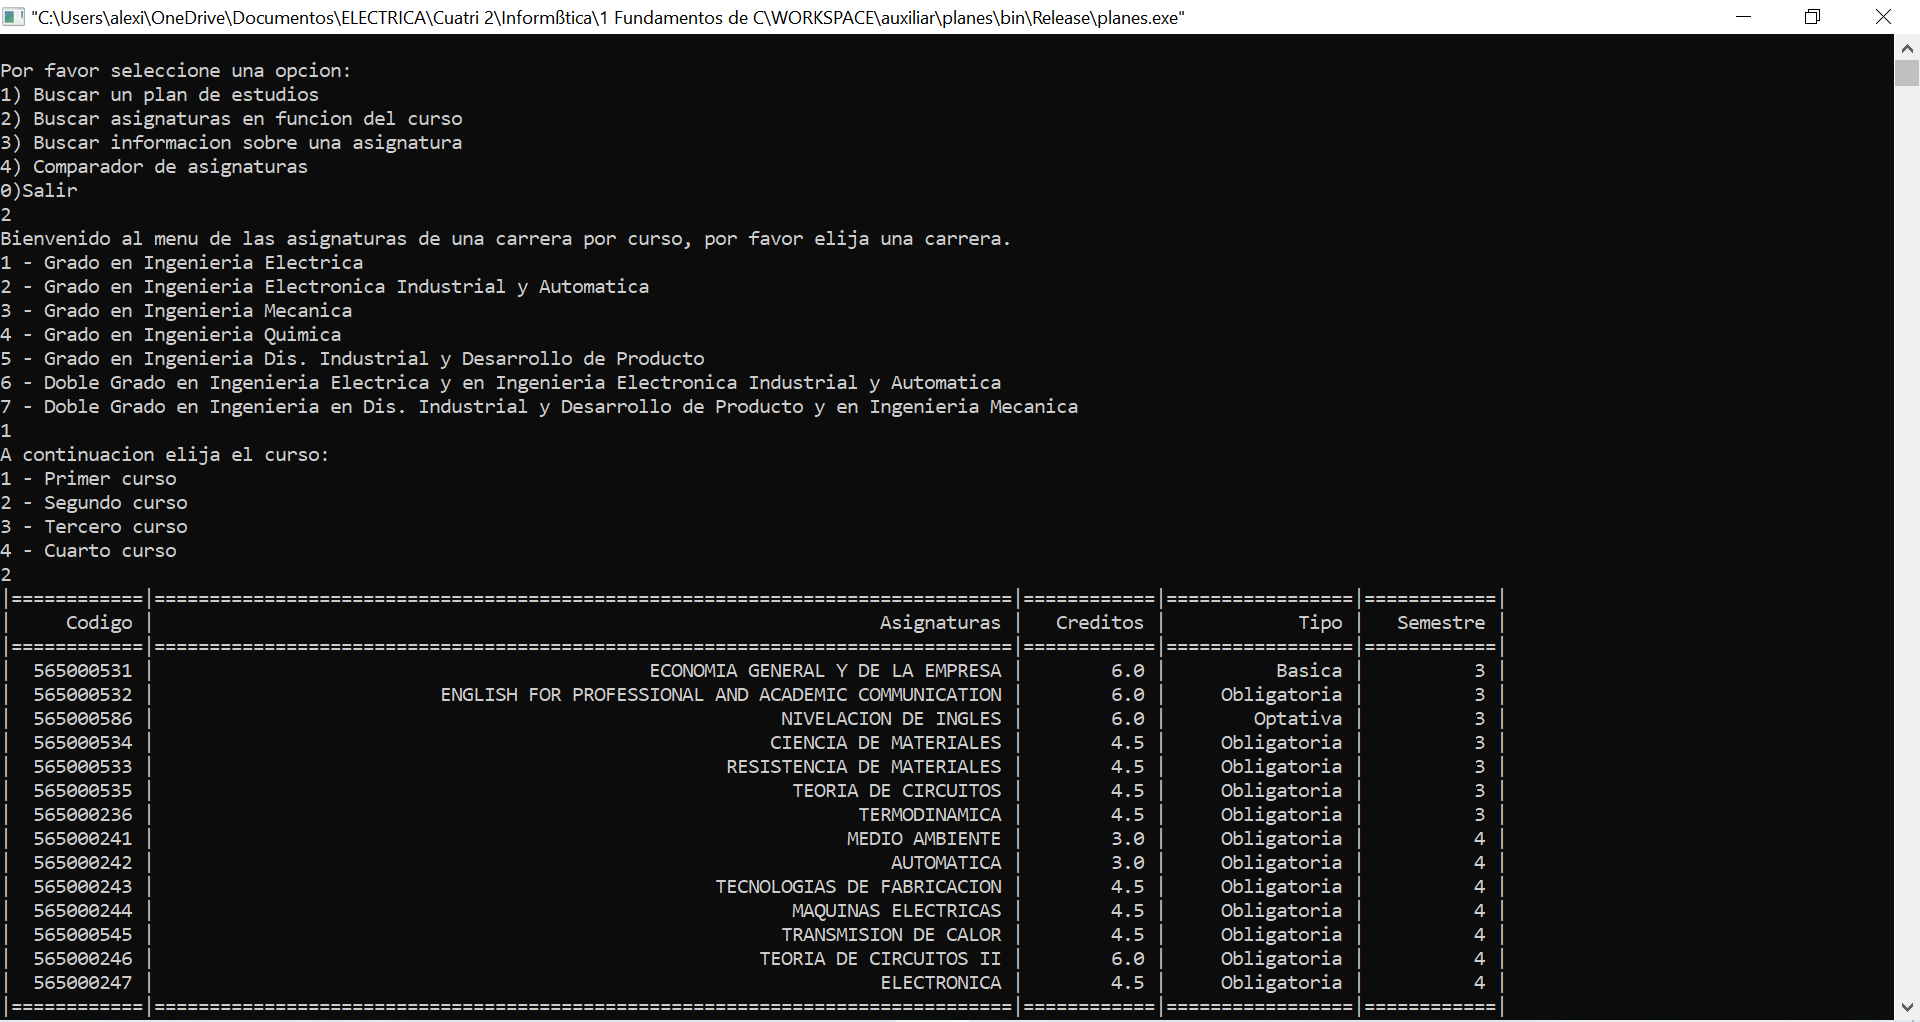 "C:\Users\alexi\OneDrive\Documentos\ELECTRICA\Cuatri 2\Informßtica\1 Fundamentos de C\WORKSPACE\auxiliar\planes\bin\Release\planes.exe"
Por favor seleccione una opcion:
1) Buscar un plan de estudios
2) Buscar asignaturas en funcion del curso
3) Buscar informacion sobre una asignatura
4) Comparador de asignaturas
0)Salir
2
Bienvenido al menu de las asignaturas de una carrera por curso, por favor elija una carrera.
1 - Grado en Ingenieria Electrica
2 - Grado en Ingenieria Electronica Industrial y Automatica
3 - Grado en Ingenieria Mecanica
4 - Grado en Ingenieria Quimica
5 - Grado en Ingenieria Dis. Industrial y Desarrollo de Producto
6 - Doble Grado en Ingenieria Electrica y en Ingenieria Electronica Industrial y Automatica
7 - Doble Grado en Ingenieria en Dis. Industrial y Desarrollo de Producto y en Ingenieria Mecanica
1
A continuacion elija el curso:
1 - Primer curso
2 - Segundo curso
3 - Tercero curso
4 - Cuarto curso
2
|============|==============================================================================|============|=================|============|
| Codigo | Asignaturas | Creditos | Tipo | Semestre |
|============|==============================================================================|============|=================|============|
| 565000531 | ECONOMIA GENERAL Y DE LA EMPRESA | 6.0 | Basica | 3 |
| 565000532 | ENGLISH FOR PROFESSIONAL AND ACADEMIC COMMUNICATION | 6.0 | Obligatoria | 3 |
| 565000586 | NIVELACION DE INGLES | 6.0 | Optativa | 3 |
| 565000534 | CIENCIA DE MATERIALES | 4.5 | Obligatoria | 3 |
| 565000533 | RESISTENCIA DE MATERIALES | 4.5 | Obligatoria | 3 |
| 565000535 | TEORIA DE CIRCUITOS | 4.5 | Obligatoria | 3 |
| 565000236 | TERMODINAMICA | 4.5 | Obligatoria | 3 |
| 565000241 | MEDIO AMBIENTE | 3.0 | Obligatoria | 4 |
| 565000242 | AUTOMATICA | 3.0 | Obligatoria | 4 |
| 565000243 | TECNOLOGIAS DE FABRICACION | 4.5 | Obligatoria | 4 |
| 565000244 | MAQUINAS ELECTRICAS | 4.5 | Obligatoria | 4 |
| 565000545 | TRANSMISION DE CALOR | 4.5 | Obligatoria | 4 |
| 565000246 | TEORIA DE CIRCUITOS II | 6.0 | Obligatoria | 4 |
| 565000247 | ELECTRONICA | 4.5 | Obligatoria | 4 |
|============|==============================================================================|============|=================|============|